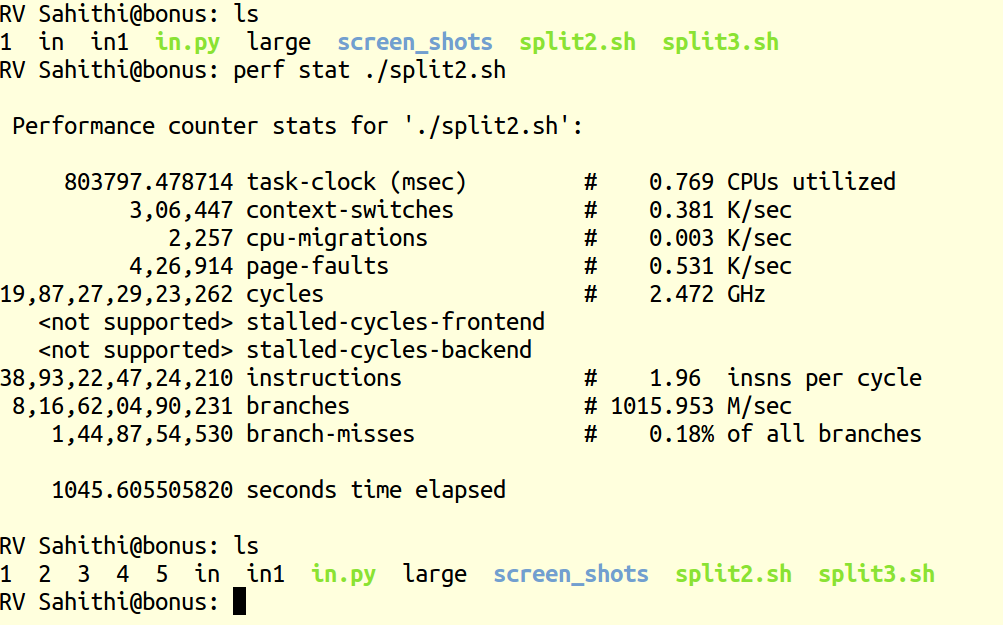 RV Sahithi@bonus: ls
1  in  in1  in.py  large  screen_shots  split2.sh  split3.sh
RV Sahithi@bonus: perf stat ./split2.sh

 Performance counter stats for './split2.sh':

     803797.478714 task-clock (msec)         #    0.769 CPUs utilized
          3,06,447 context-switches          #    0.381 K/sec
             2,257 cpu-migrations            #    0.003 K/sec
          4,26,914 page-faults               #    0.531 K/sec
19,87,27,29,23,262 cycles                    #    2.472 GHz
   <not supported> stalled-cycles-frontend
   <not supported> stalled-cycles-backend
38,93,22,47,24,210 instructions              #    1.96  insns per cycle
 8,16,62,04,90,231 branches                  # 1015.953 M/sec
    1,44,87,54,530 branch-misses             #    0.18% of all branches

    1045.605505820 seconds time elapsed

RV Sahithi@bonus: ls
1  2  3  4  5  in  in1  in.py  large  screen_shots  split2.sh  split3.sh
RV Sahithi@bonus: